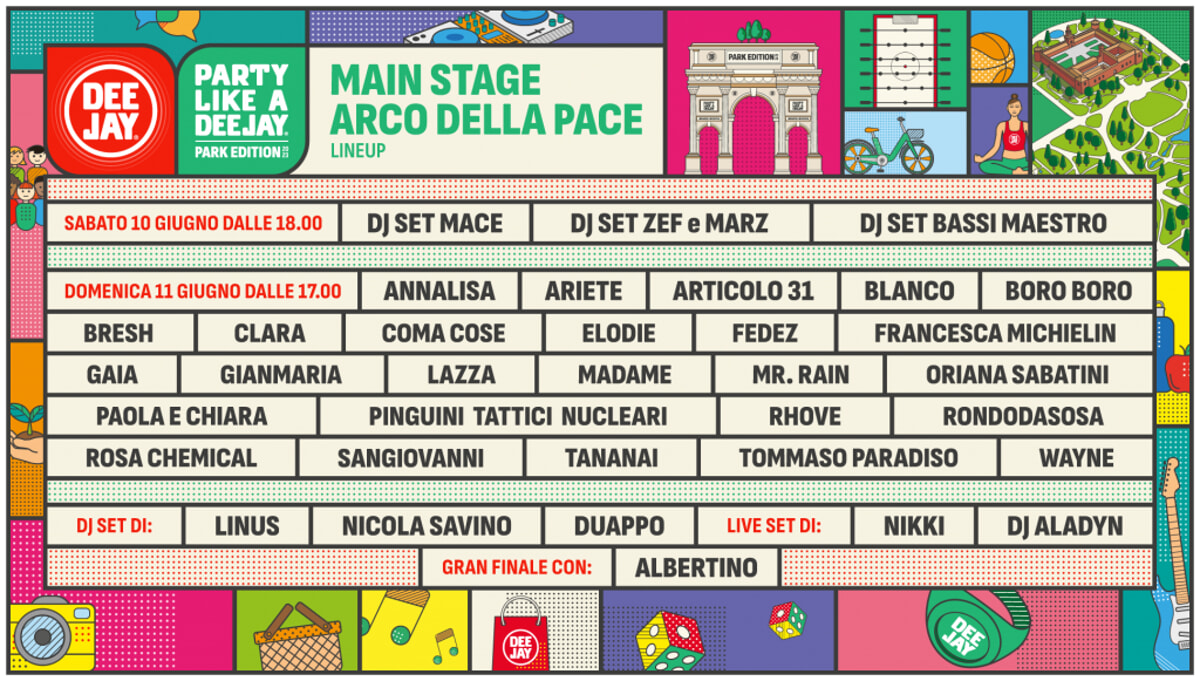 DEE
JAY
PARTY
LIKE A
DEEJAY
PARK EDITION
MAIN STAGE
ARCO DELLA PACE
LINEUP
PARK EDITION
SABATO 10 GIUGNO DALLE 18.00 DJ SET MACE DJ SET ZEF e MARZ DJ SET BASSI MAESTRO
DOMENICA 11 GIUGNO DALLE 17.00 ANNALISA ARIETE ARTICOLO 31 BLANCO BORO BORO
BRESH CLARA COMA COSE ELODIE FEDEZ FRANCESCA MICHIELIN
GAIA GIANMARIA LAZZA MADAME MR. RAIN ORIANA SABATINI
PAOLA E CHIARA PINGUINI TATTICI NUCLEARI RHOVE RONDODASOSA
ROSA CHEMICAL SANGIOVANNI TANANAI TOMMASO PARADISO WAYNE
DJ SET DI: LINUS NICOLA SAVINO DUAPPO LIVE SET DI: NIKKI DJ ALADYN
GRAN FINALE CON: ALBERTINO
DEE
JAY
DEE
JAY